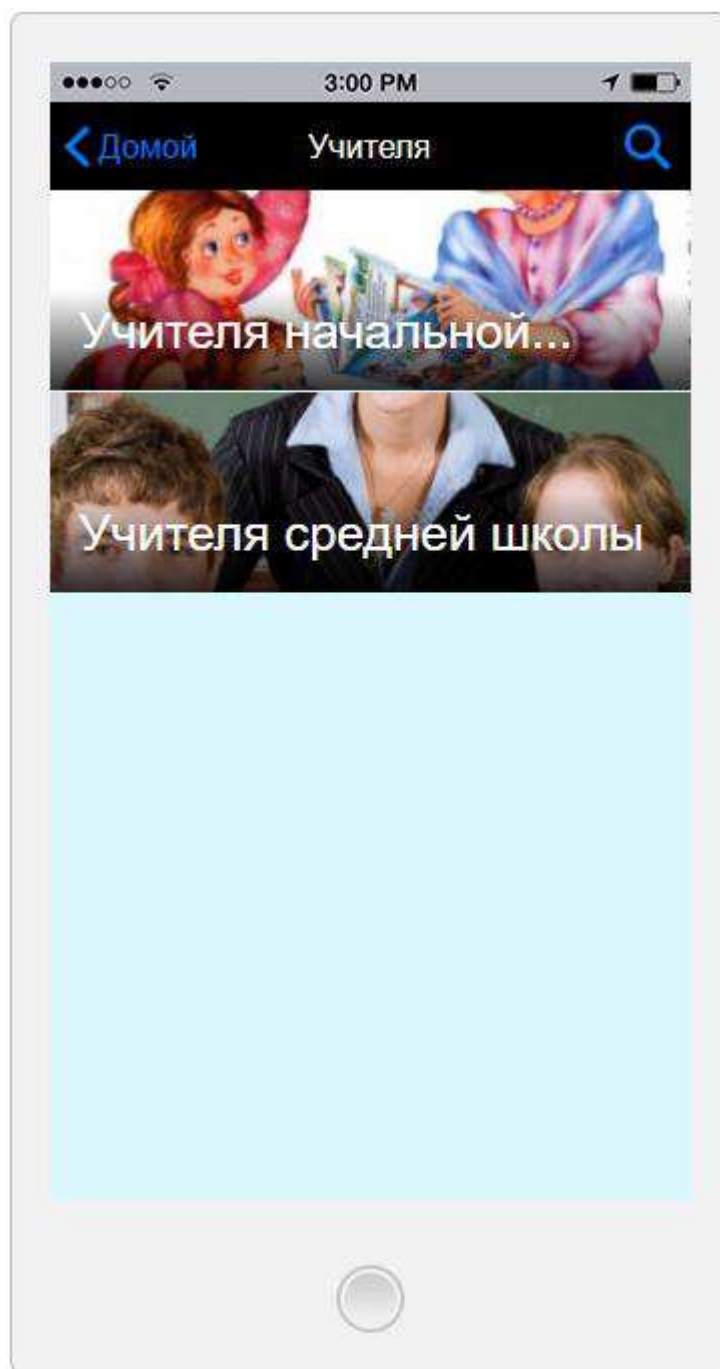 3:00 PM
Домой
Учителя
Учителя начальной...
Учителя средней школы